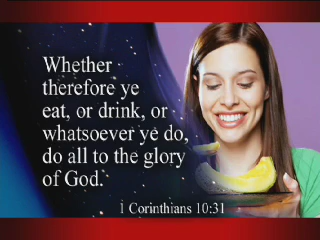 Whether
therefore ye
eat, or drink, or
whatsoever ye do,
do all to the glory
of God.
1 Corinthians 10:31